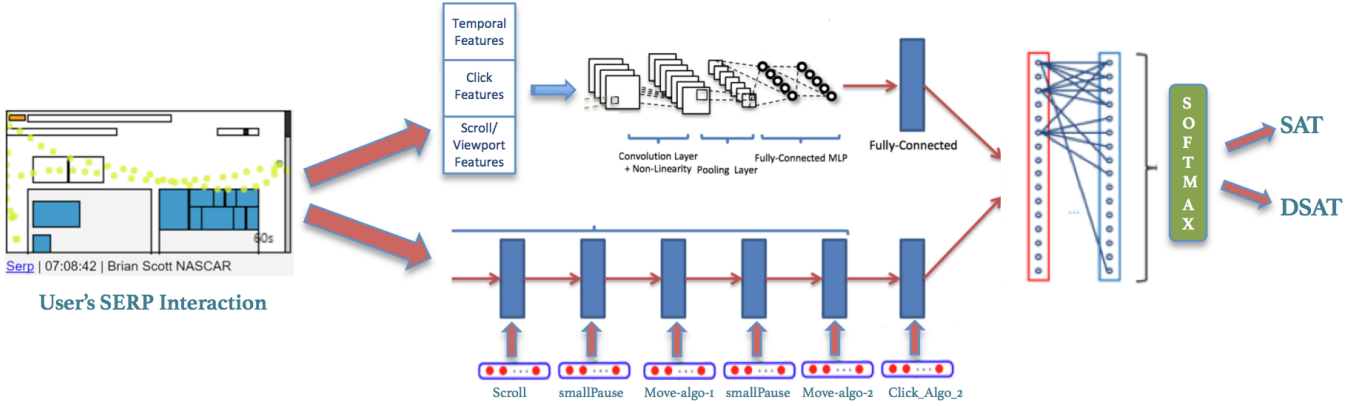 Temporal
Features
Click
Features
Scroll/
Viewport
Features
Convolution Layer
+ Non-Linearity
Pooling Layer
Fully-Connected MLP
Fully-Connected
60s
Serp | 07:08:42 | Brian Scott NASCAR
User's SERP Interaction
Scroll
smallPause
Move-algo-1
smallPause
Move-algo-2
Click_Algo_2
...
SOFTMAX
SAT
DSAT